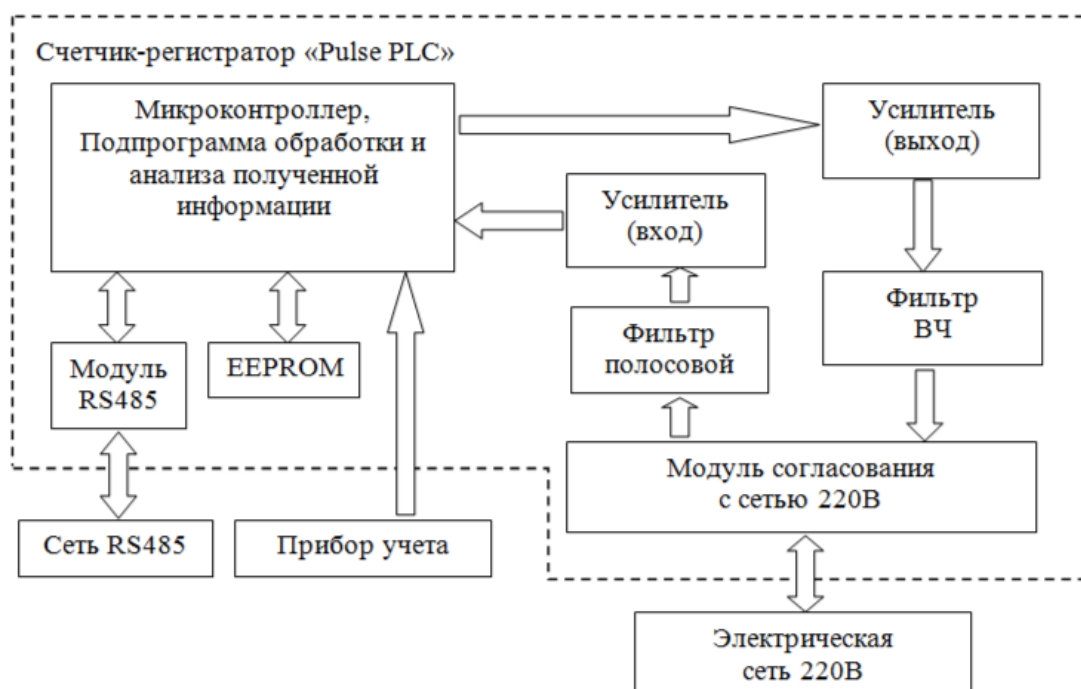 Счетчик-регистратор «Pulse PLC»
Микроконтроллер,
Подпрограмма обработки и
анализа полученной
информации
Усилитель
(выход)
Усилитель
(вход)
Фильтр
ВЧ
Фильтр
полосовой
Модуль
RS485
EEPROM
Модуль согласования
с сетью 220В
Сеть RS485
Прибор учета
Электрическая
сеть 220В